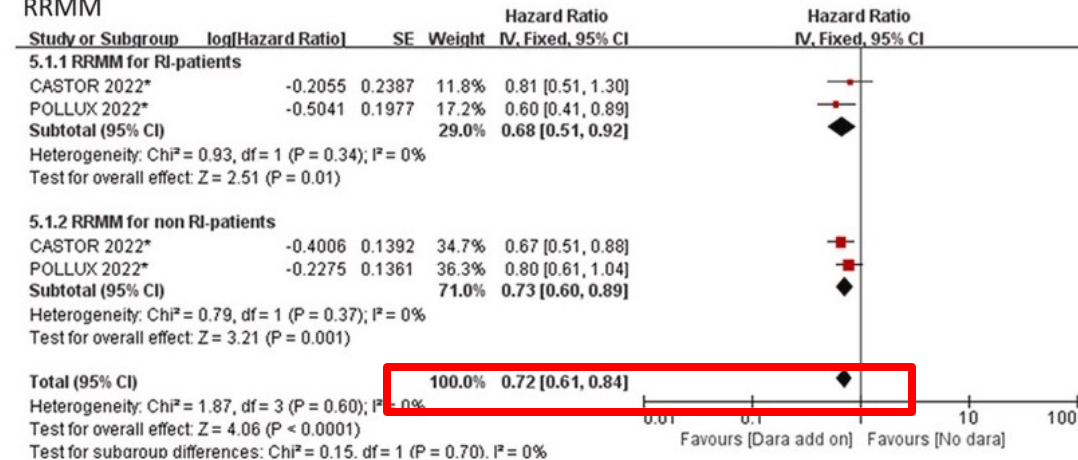 RRMM
Hazard Ratio Hazard Ratio
Study or Subgroup log[Hazard Ratio] SE Weight IV, Fixed, 95% CI IV, Fixed, 95% CI
5.1.1 RRMM for RI-patients
CASTOR 2022* -0.2055 0.2387 11.8% 0.81 [0.51, 1.30]
POLLUX 2022* -0.5041 0.1977 17.2% 0.60 [0.41, 0.89]
Subtotal (95% CI) 29.0% 0.68 [0.51, 0.92]
Heterogeneity: Chi² = 0.93, df = 1 (P = 0.34); I² = 0%
Test for overall effect: Z = 2.51 (P = 0.01)
5.1.2 RRMM for non RI-patients
CASTOR 2022* -0.4006 0.1392 34.7% 0.67 [0.51, 0.88]
POLLUX 2022* -0.2275 0.1361 36.3% 0.80 [0.61, 1.04]
Subtotal (95% CI) 71.0% 0.73 [0.60, 0.89]
Heterogeneity: Chi² = 0.79, df = 1 (P = 0.37); I² = 0%
Test for overall effect: Z = 3.21 (P = 0.001)
Total (95% CI) 100.0% 0.72 [0.61, 0.84]
Heterogeneity: Chi² = 1.87, df = 3 (P = 0.60); I² = 0%
0.01 0.1 1 10 100
Test for overall effect: Z = 4.06 (P < 0.0001)
Favours [Dara add on] Favours [No dara]
Test for subgroup differences: Chi² = 0.15, df = 1 (P = 0.70), I² = 0%